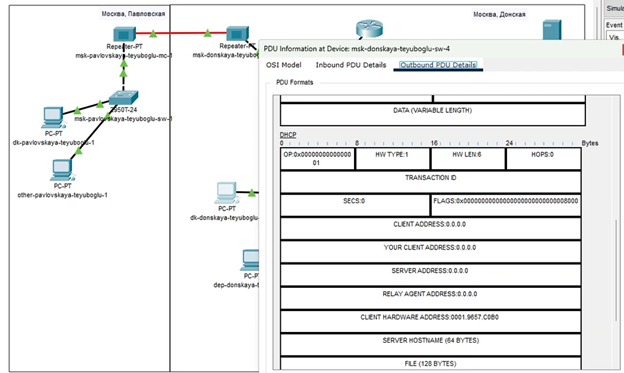 Москва, Павловская
Москва, Донская
Simula
Event
Vis.
Repeater-PT
msk-pavlovskaya-teyuboglu-mc-1
Repeater-PT
msk-donskaya-teyuboglu
2950T-24
msk-pavlovskaya-teyuboglu-sw-1
PC-PT
dk-pavlovskaya-teyuboglu-1
PC-PT
other-pavlovskaya-teyuboglu-1
PC-PT
dk-donskaya-teyuboglu-
PC-PT
dep-donskaya-t
PDU Information at Device: msk-donskaya-teyuboglu-sw-4
OSI Model Inbound PDU Details Outbound PDU Details
PDU Formats
DATA (VARIABLE LENGTH)
DHCP
0 8 16 24 Bytes
OP:0x00000000000000
01
HW TYPE:1 HW LEN:6 HOPS:0
TRANSACTION ID
SECS:0 FLAGS:0x00000000000000000000000000008000
CLIENT ADDRESS:0.0.0.0
YOUR CLIENT ADDRESS:0.0.0.0
SERVER ADDRESS:0.0.0.0
RELAY AGENT ADDRESS:0.0.0.0
CLIENT HARDWARE ADDRESS:0001.9657.C0B0
SERVER HOSTNAME (64 BYTES)
FILE (128 BYTES)